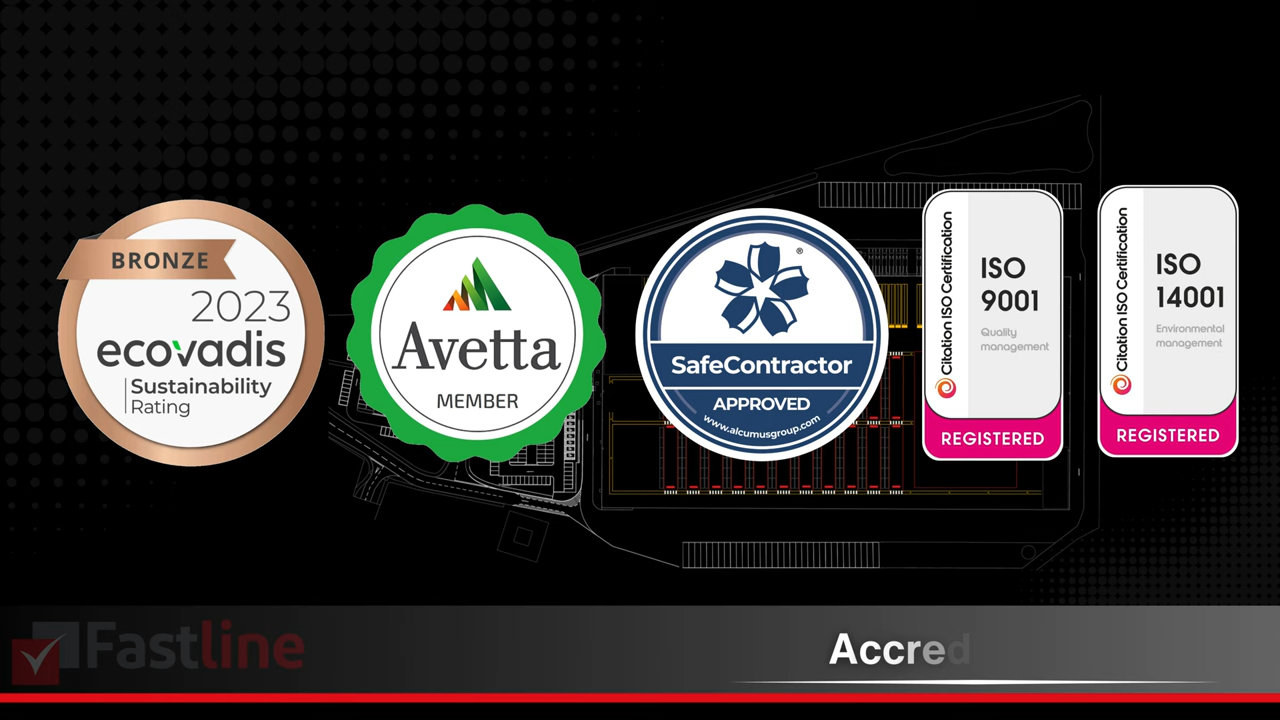 BRONZE
2023
ecovadis
Sustainability
Rating
Avetta
MEMBER
®
SafeContractor
APPROVED
www.alcumusgroup.com
Citation ISO Certification
ISO
9001
Quality
management
REGISTERED
Citation ISO Certification
ISO
14001
Environmental
management
REGISTERED
Fastline
Accred